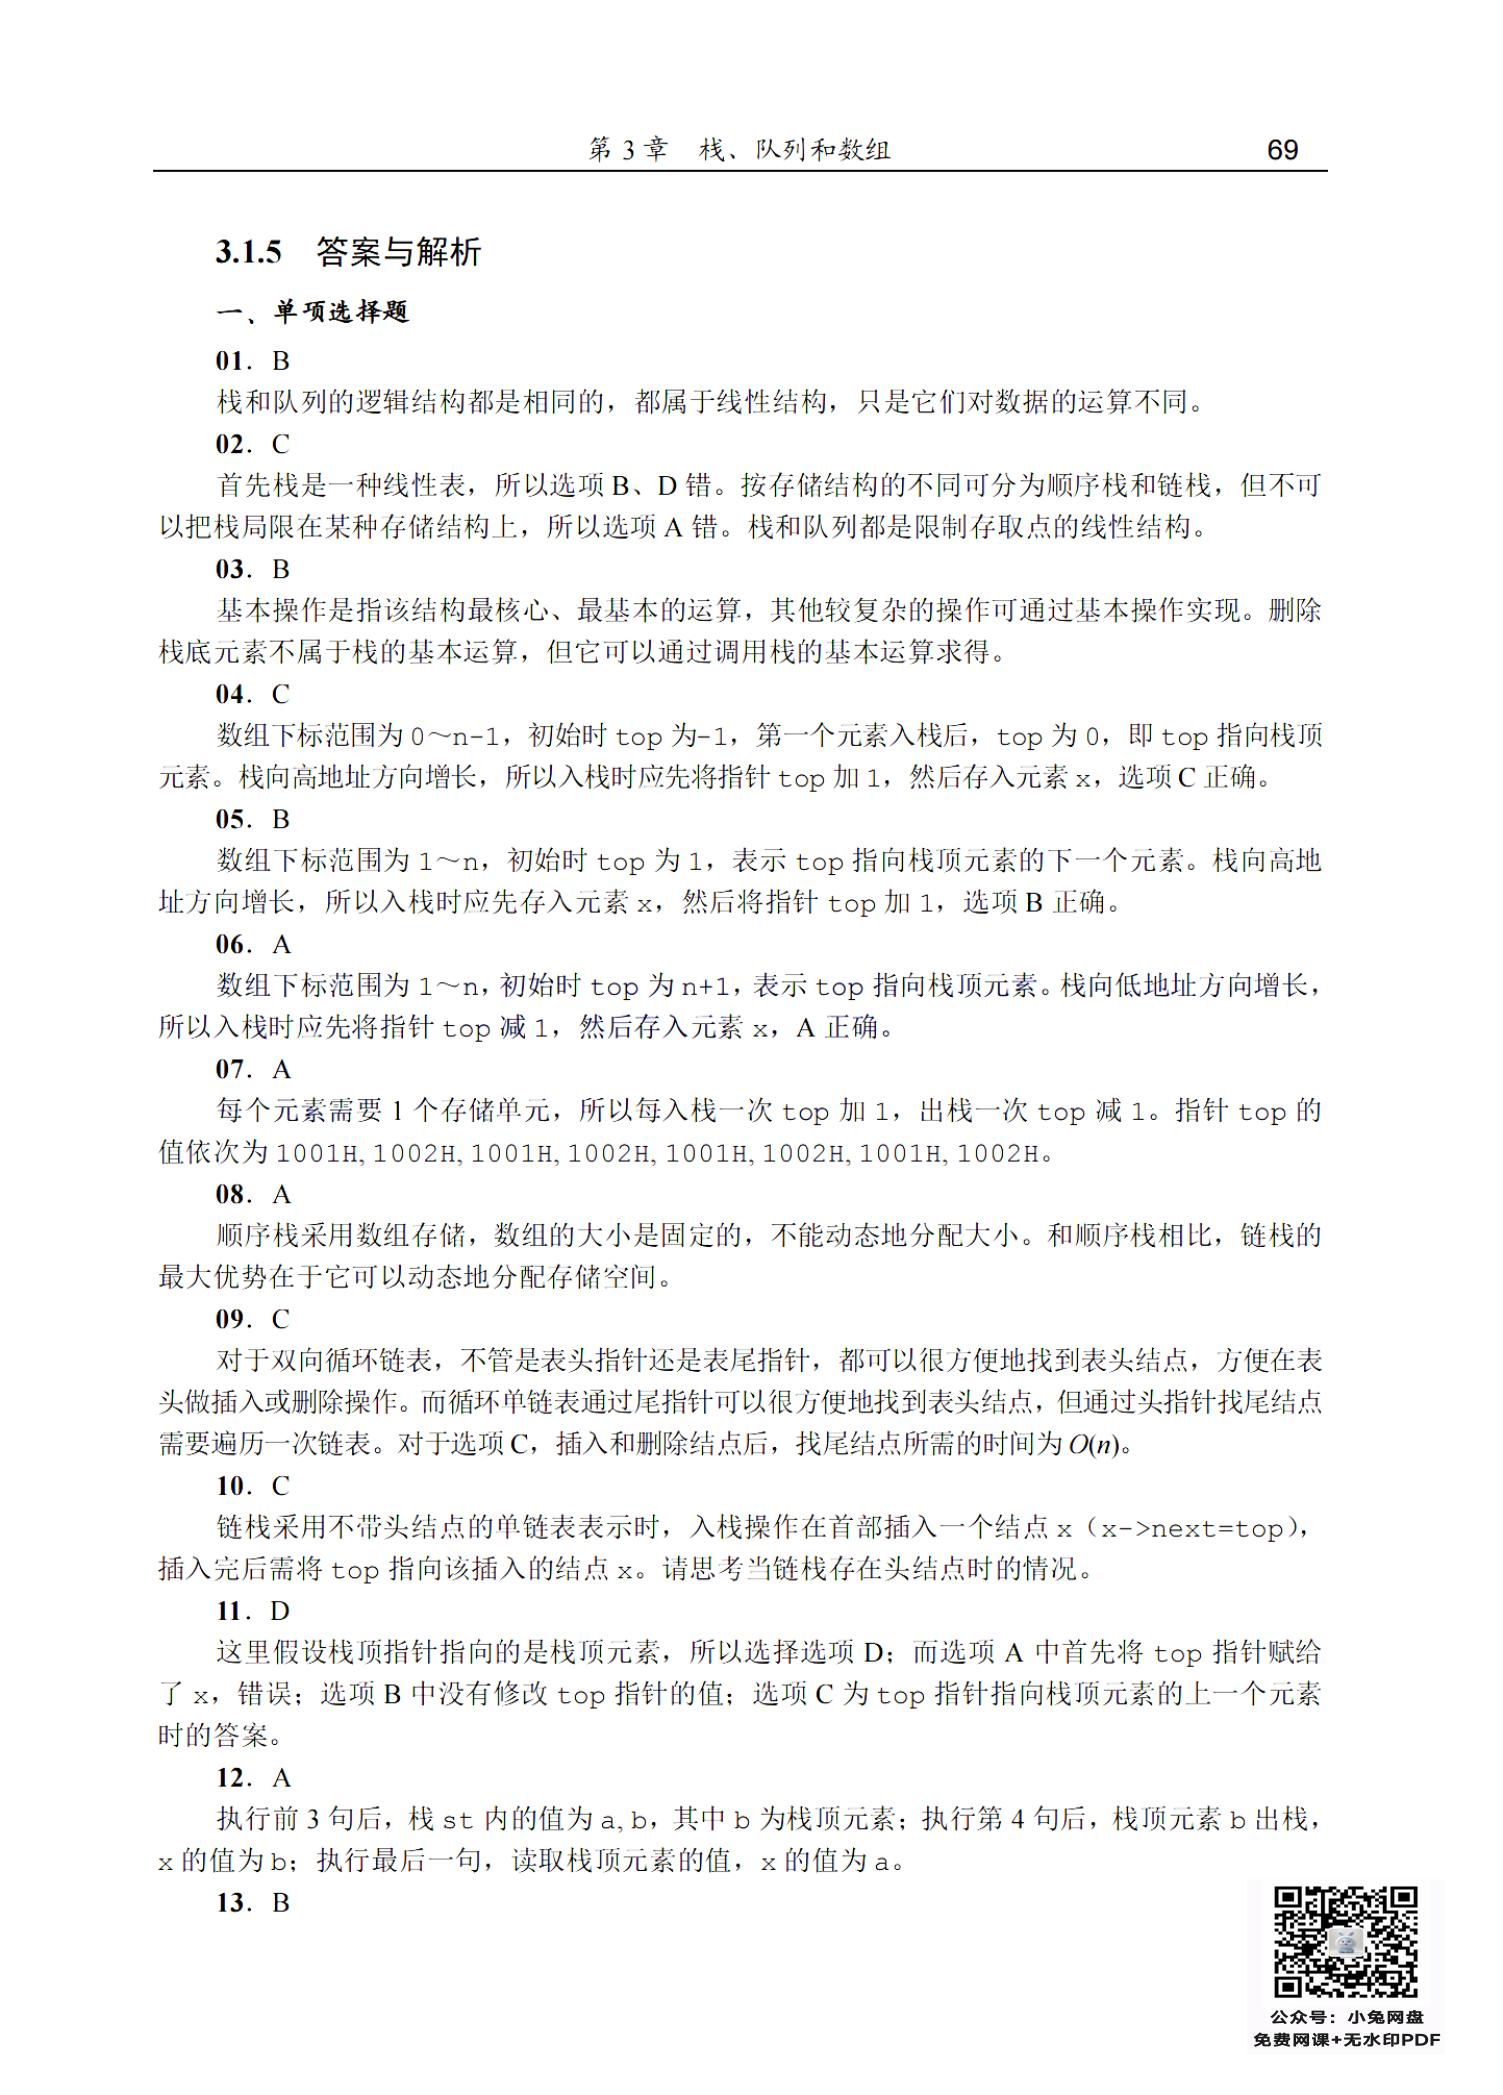 第 3 章 栈、队列和数组 69
3.1.5 答案与解析
一、单项选择题
01. B
栈和队列的逻辑结构都是相同的，都属于线性结构，只是它们对数据的运算不同。
02. C
首先栈是一种线性表，所以选项 B、D 错。按存储结构的不同可分为顺序栈和链栈，但不可
以把栈局限在某种存储结构上，所以选项 A 错。栈和队列都是限制存取点的线性结构。
03. B
基本操作是指该结构最核心、最基本的运算，其他较复杂的操作可通过基本操作实现。删除
栈底元素不属于栈的基本运算，但它可以通过调用栈的基本运算求得。
04. C
数组下标范围为 0～n-1，初始时 top 为-1，第一个元素入栈后，top 为 0，即 top 指向栈顶
元素。栈向高地址方向增长，所以入栈时应先将指针 top 加 1，然后存入元素 x，选项 C 正确。
05. B
数组下标范围为 1～n，初始时 top 为 1，表示 top 指向栈顶元素的下一个元素。栈向高地
址方向增长，所以入栈时应先存入元素 x，然后将指针 top 加 1，选项 B 正确。
06. A
数组下标范围为 1～n，初始时 top 为 n+1，表示 top 指向栈顶元素。栈向低地址方向增长，
所以入栈时应先将指针 top 减 1，然后存入元素 x，A 正确。
07. A
每个元素需要 1 个存储单元，所以每入栈一次 top 加 1，出栈一次 top 减 1。指针 top 的
值依次为 1001H, 1002H, 1001H, 1002H, 1001H, 1002H, 1001H, 1002H。
08. A
顺序栈采用数组存储，数组的大小是固定的，不能动态地分配大小。和顺序栈相比，链栈的
最大优势在于它可以动态地分配存储空间。
09. C
对于双向循环链表，不管是表头指针还是表尾指针，都可以很方便地找到表头结点，方便在表
头做插入或删除操作。而循环单链表通过尾指针可以很方便地找到表头结点，但通过头指针找尾结点
需要遍历一次链表。对于选项 C，插入和删除结点后，找尾结点所需的时间为 O(n)。
10. C
链栈采用不带头结点的单链表表示时，入栈操作在首部插入一个结点 x（x->next=top），
插入完后需将 top 指向该插入的结点 x。请思考当链栈存在头结点时的情况。
11. D
这里假设栈顶指针指向的是栈顶元素，所以选择选项 D；而选项 A 中首先将 top 指针赋给
了 x，错误；选项 B 中没有修改 top 指针的值；选项 C 为 top 指针指向栈顶元素的上一个元素
时的答案。
12. A
执行前 3 句后，栈 st 内的值为 a, b，其中 b 为栈顶元素；执行第 4 句后，栈顶元素 b 出栈，
x 的值为 b；执行最后一句，读取栈顶元素的值，x 的值为 a。
13. B
公众号：小兔网盘
免费网课+无水印PDF